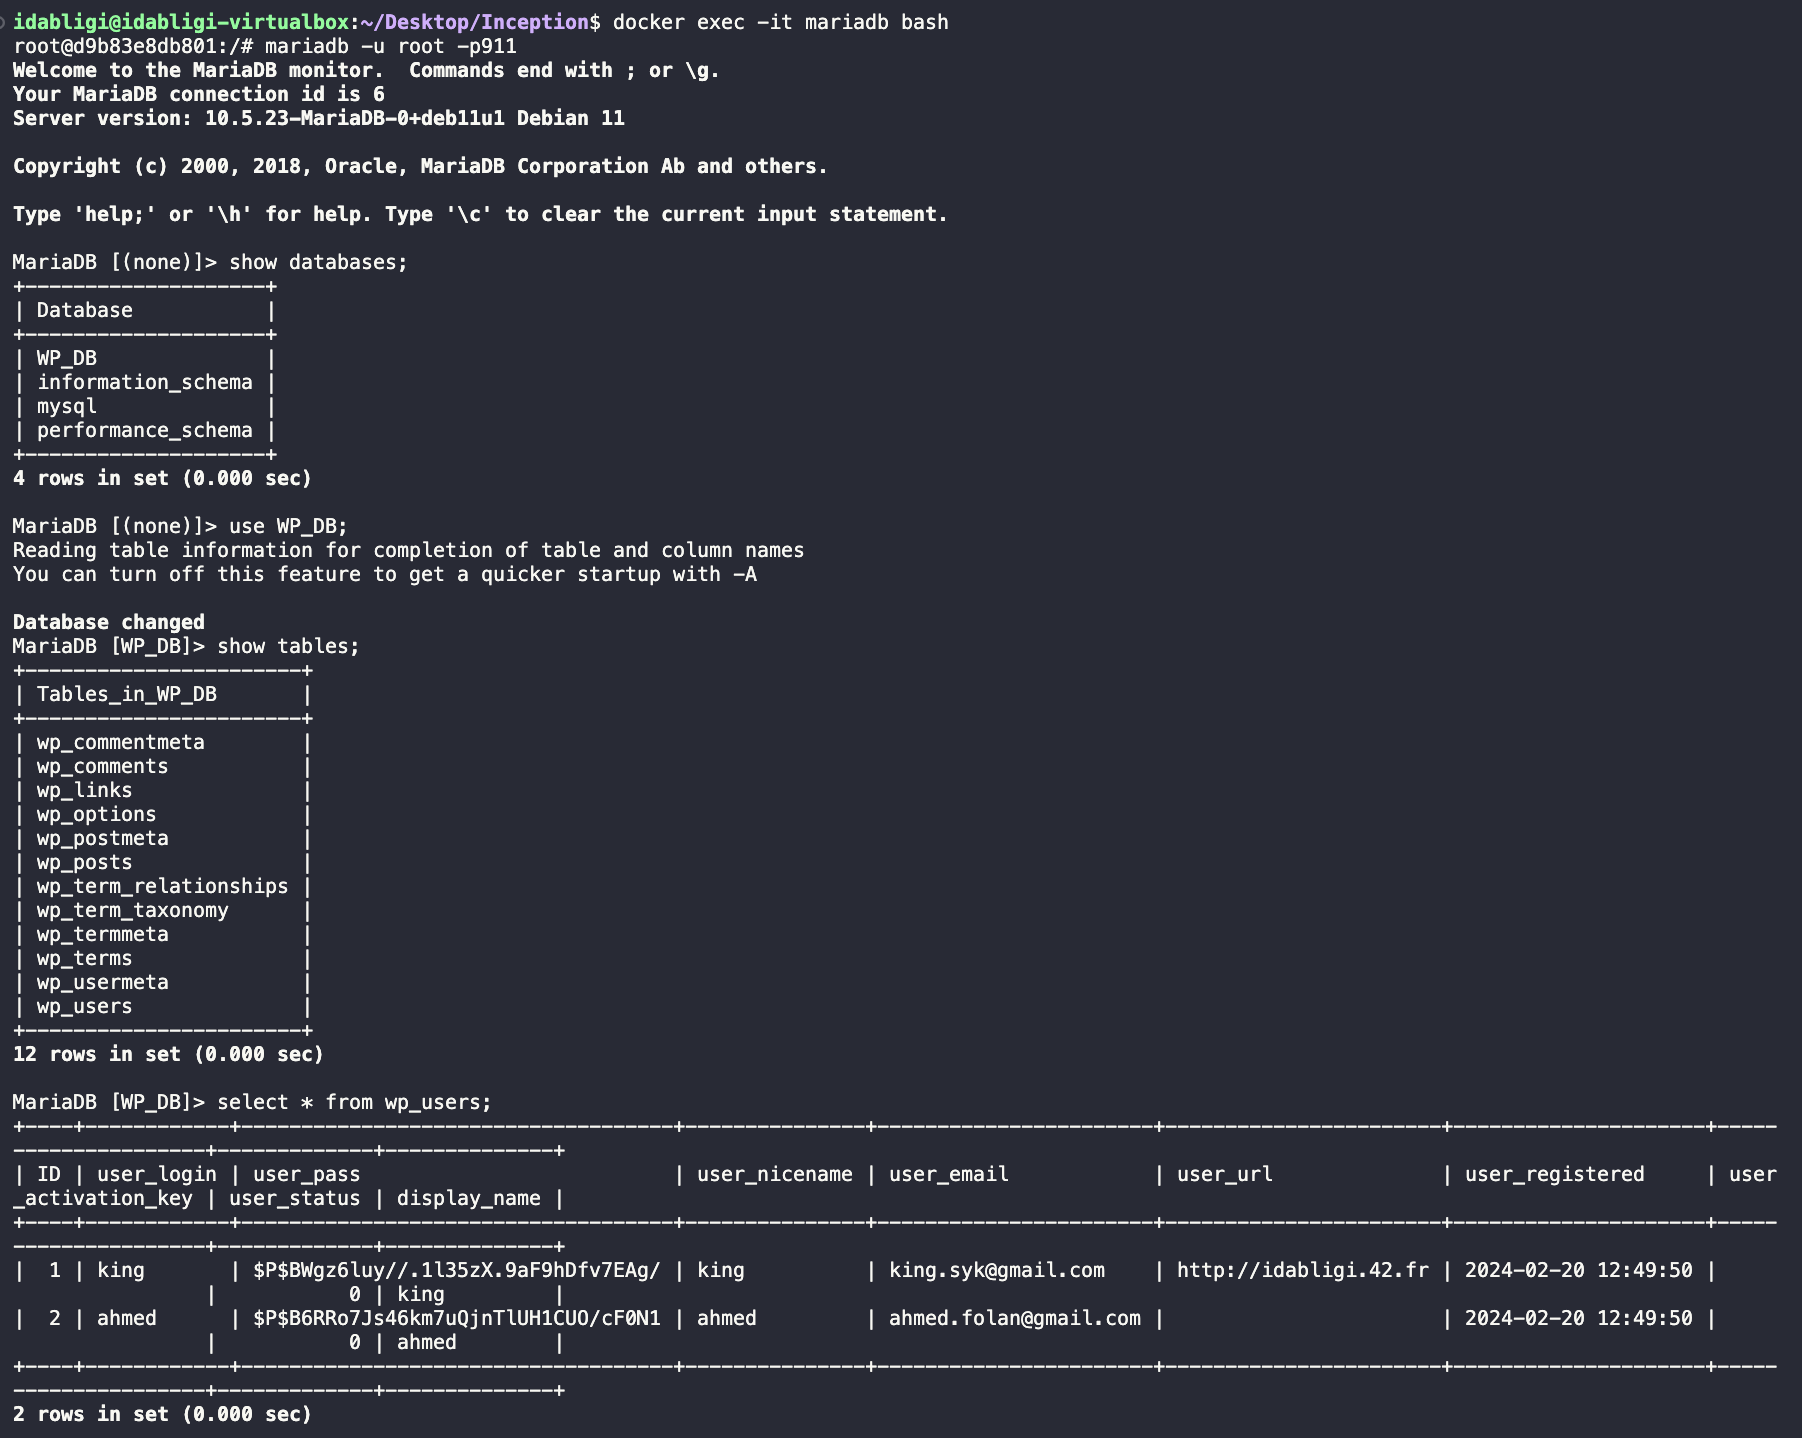 idabligi@idabligi-virtualbox:~/Desktop/Inception$ docker exec -it mariadb bash
root@d9b83e8db801:/# mariadb -u root -p911
Welcome to the MariaDB monitor.  Commands end with ; or \g.
Your MariaDB connection id is 6
Server version: 10.5.23-MariaDB-0+deb11u1 Debian 11

Copyright (c) 2000, 2018, Oracle, MariaDB Corporation Ab and others.

Type 'help;' or '\h' for help. Type '\c' to clear the current input statement.

MariaDB [(none)]> show databases;
+--------------------+
| Database           |
+--------------------+
| WP_DB              |
| information_schema |
| mysql              |
| performance_schema |
+--------------------+
4 rows in set (0.000 sec)

MariaDB [(none)]> use WP_DB;
Reading table information for completion of table and column names
You can turn off this feature to get a quicker startup with -A

Database changed
MariaDB [WP_DB]> show tables;
+-----------------------+
| Tables_in_WP_DB       |
+-----------------------+
| wp_commentmeta        |
| wp_comments           |
| wp_links              |
| wp_options            |
| wp_postmeta           |
| wp_posts              |
| wp_term_relationships |
| wp_term_taxonomy      |
| wp_termmeta           |
| wp_terms              |
| wp_usermeta           |
| wp_users              |
+-----------------------+
12 rows in set (0.000 sec)

MariaDB [WP_DB]> select * from wp_users;
+----+------------+------------------------------------+---------------+-----------------------+-----------------------+---------------------+-----
----------------+-------------+--------------+
| ID | user_login | user_pass                          | user_nicename | user_email            | user_url              | user_registered     | user
_activation_key | user_status | display_name |
+----+------------+------------------------------------+---------------+-----------------------+-----------------------+---------------------+-----
----------------+-------------+--------------+
|  1 | king       | $P$BWgz6luy//.1l35zX.9aF9hDfv7EAg/ | king          | king.syk@gmail.com    | http://idabligi.42.fr | 2024-02-20 12:49:50 |
                |           0 | king         |
|  2 | ahmed      | $P$B6RRo7Js46km7uQjnTlUH1CUO/cF0N1 | ahmed         | ahmed.folan@gmail.com |                       | 2024-02-20 12:49:50 |
                |           0 | ahmed        |
+----+------------+------------------------------------+---------------+-----------------------+-----------------------+---------------------+-----
----------------+-------------+--------------+
2 rows in set (0.000 sec)